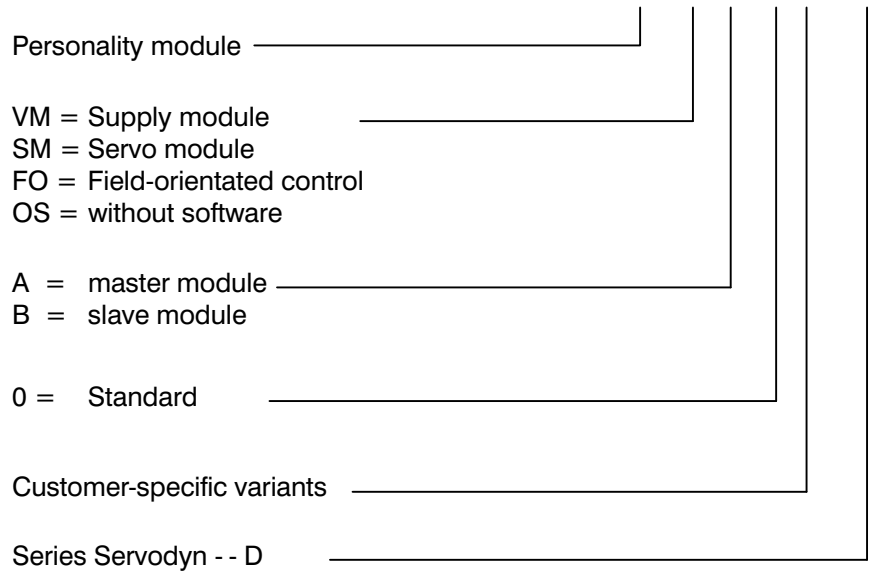 Personality module
VM = Supply module
SM = Servo module
FO = Field-orientated control
OS = without software
A = master module
B = slave module
0 = Standard
Customer-specific variants
Series Servodyn - - D